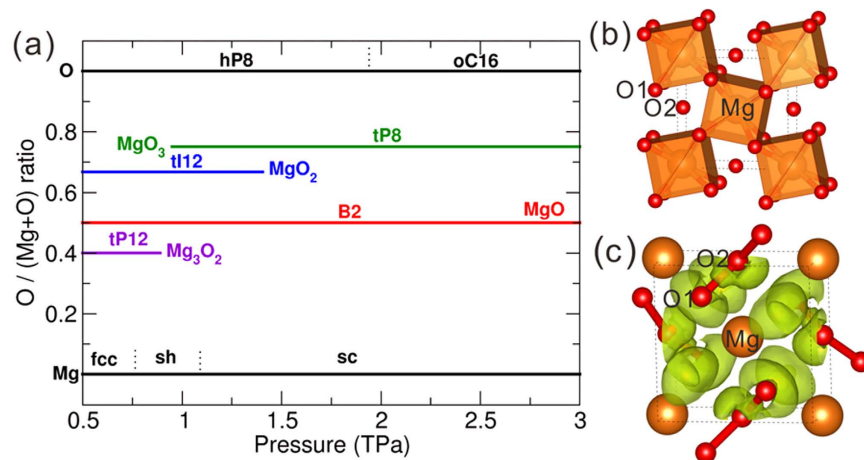 (a)
hP8 oC16
O
1
0.8
0.6
0.4
0.2
Mg
O / (Mg+O) ratio
MgO₃ tP8
tI12 MgO₂
B2 MgO
tP12
Mg₃O₂
fcc sh sc
0.5 1 1.5 2 2.5 3
Pressure (TPa)
(b)
O1
O2
Mg
(c)
O2
O1
Mg